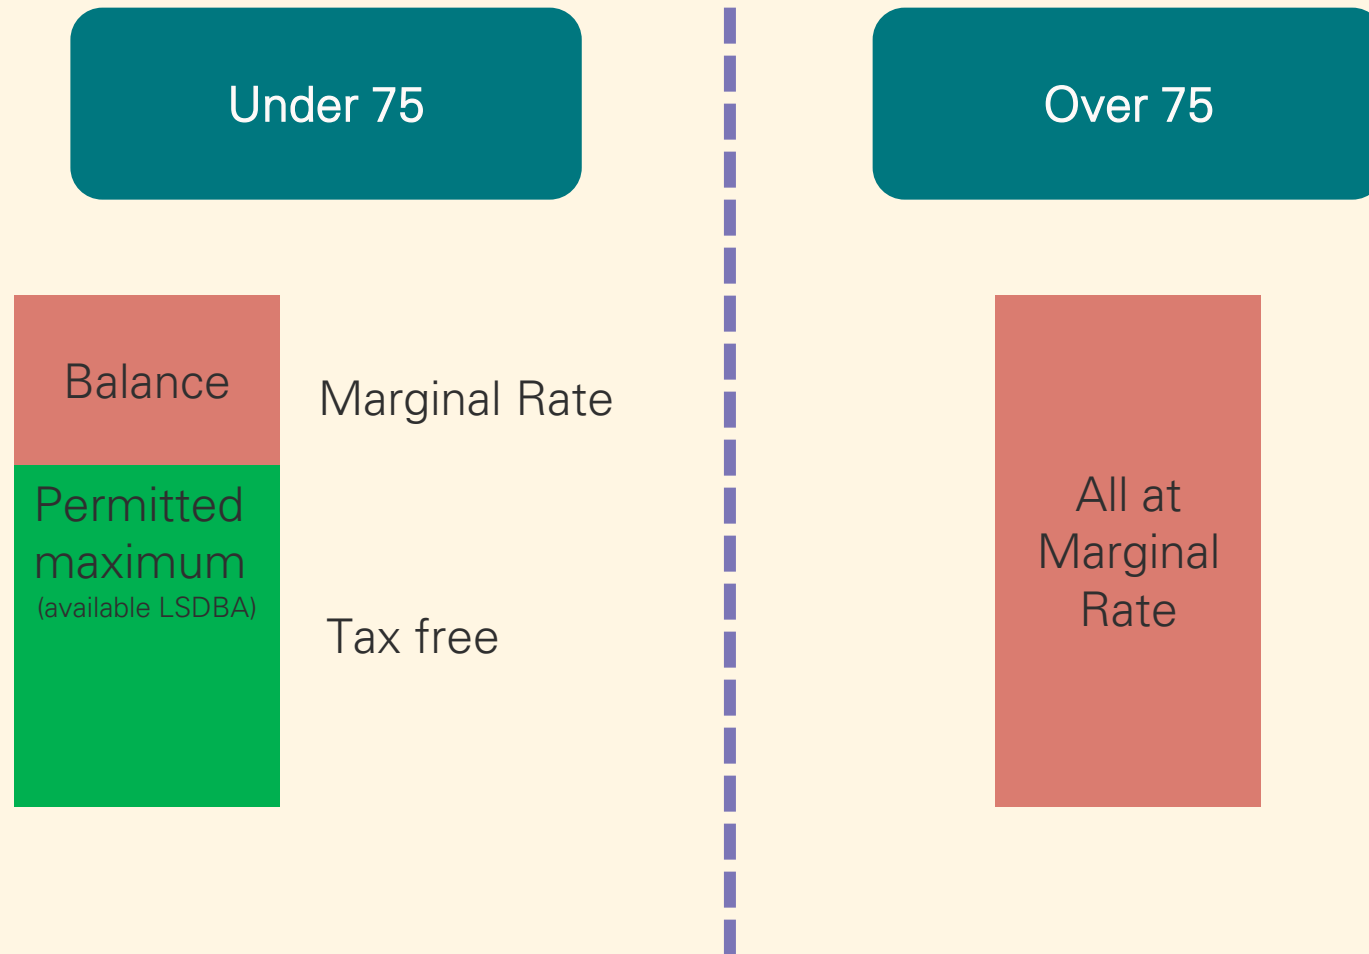 Under 75
Balance
Marginal Rate
Permitted
maximum
(available LSDBA)
Tax free
Over 75
All at
Marginal
Rate